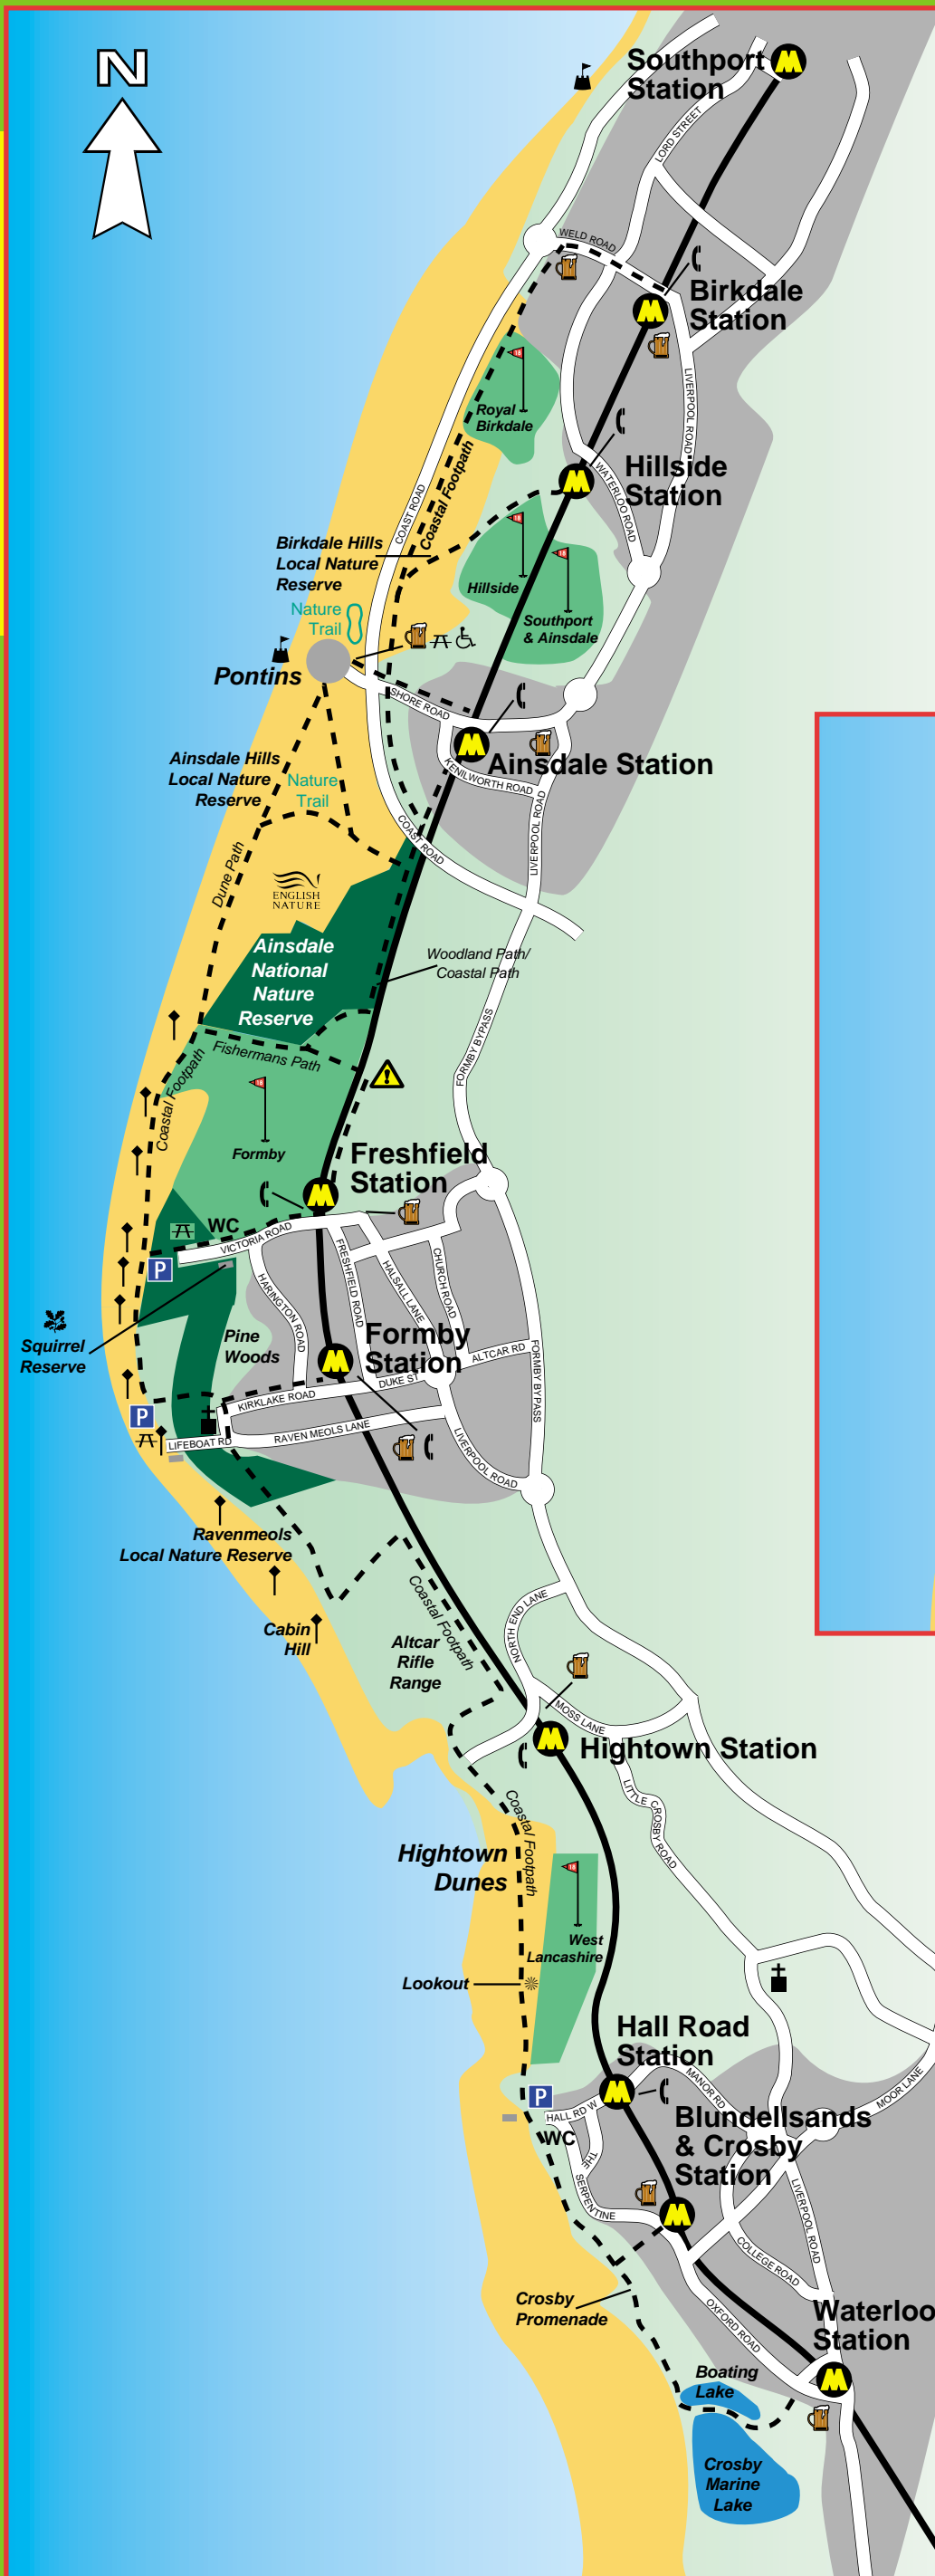 N
Southport
Station
LORD STREET
WELD ROAD
Birkdale
Station
LIVERPOOL ROAD
18
Royal
Birkdale
COAST ROAD
Coastal Footpath
Hillside
Station
WATERLOO ROAD
Birkdale Hills
Local Nature
Reserve
18
18
Hillside
Southport
& Ainsdale
Nature
Trail
Pontins
SHORE ROAD
Ainsdale Station
KENILWORTH ROAD
LIVERPOOL ROAD
Ainsdale Hills
Local Nature
Reserve
Nature
Trail
COAST ROAD
Dune Path
ENGLISH
NATURE
Ainsdale
National
Nature
Reserve
Woodland Path/
Coastal Path
FORMBY BYPASS
Fishermans Path
Coastal Footpath
18
Formby
Freshfield
Station
WC
VICTORIA ROAD
P
HARINGTON ROAD
FRESHFIELD ROAD
HALSALL LANE
CHURCH ROAD
Squirrel
Reserve
Pine
Woods
Formby
Station
ALTCAR RD
FORMBY BYPASS
DUKE ST
KIRKLAKE ROAD
P
LIFEBOAT RD
RAVEN MEOLS LANE
LIVERPOOL ROAD
Ravenmeols
Local Nature Reserve
Cabin
Hill
Altcar
Rifle
Range
Coastal Footpath
NORTH END LANE
MOSS LANE
Hightown Station
LITTLE CROSBY ROAD
Coastal Footpath
Hightown
Dunes
18
West
Lancashire
Lookout
Hall Road
Station
P
HALL RD W
WC
MANOR RD
MOOR LANE
Blundellsands
& Crosby
Station
THE
SERPENTINE
LIVERPOOL ROAD
COLLEGE ROAD
Crosby
Promenade
OXFORD ROAD
Waterloo
Station
Boating
Lake
Crosby
Marine
Lake